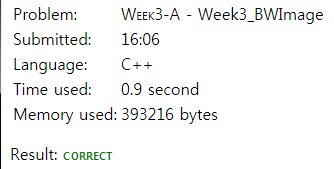 Problem: WEEK3-A - Week3_BWImage
Submitted: 16:06
Language: C++
Time used: 0.9 second
Memory used: 393216 bytes
Result: CORRECT